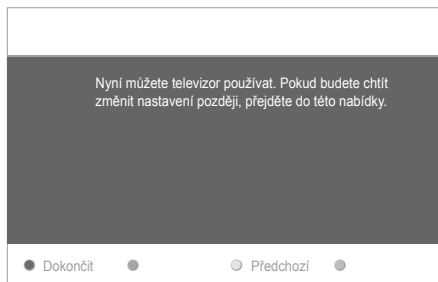 Nyní můžete televizor používat. Pokud budete chtít
změnit nastavení později, přejděte do této nabídky.
Dokončit
Předchozí